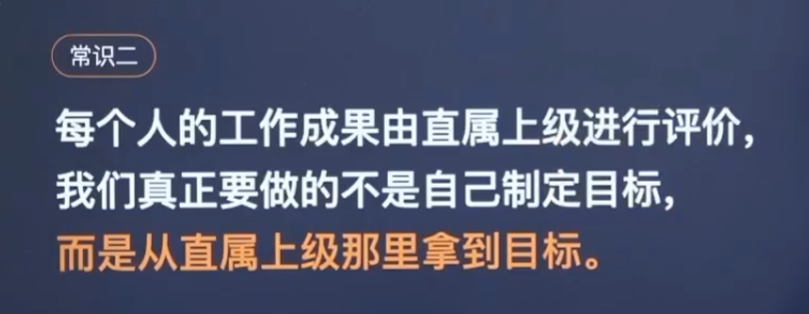 常识二
每个人的工作成果由直属上级进行评价,
我们真正要做的不是自己制定目标,
而是从直属上级那里拿到目标。